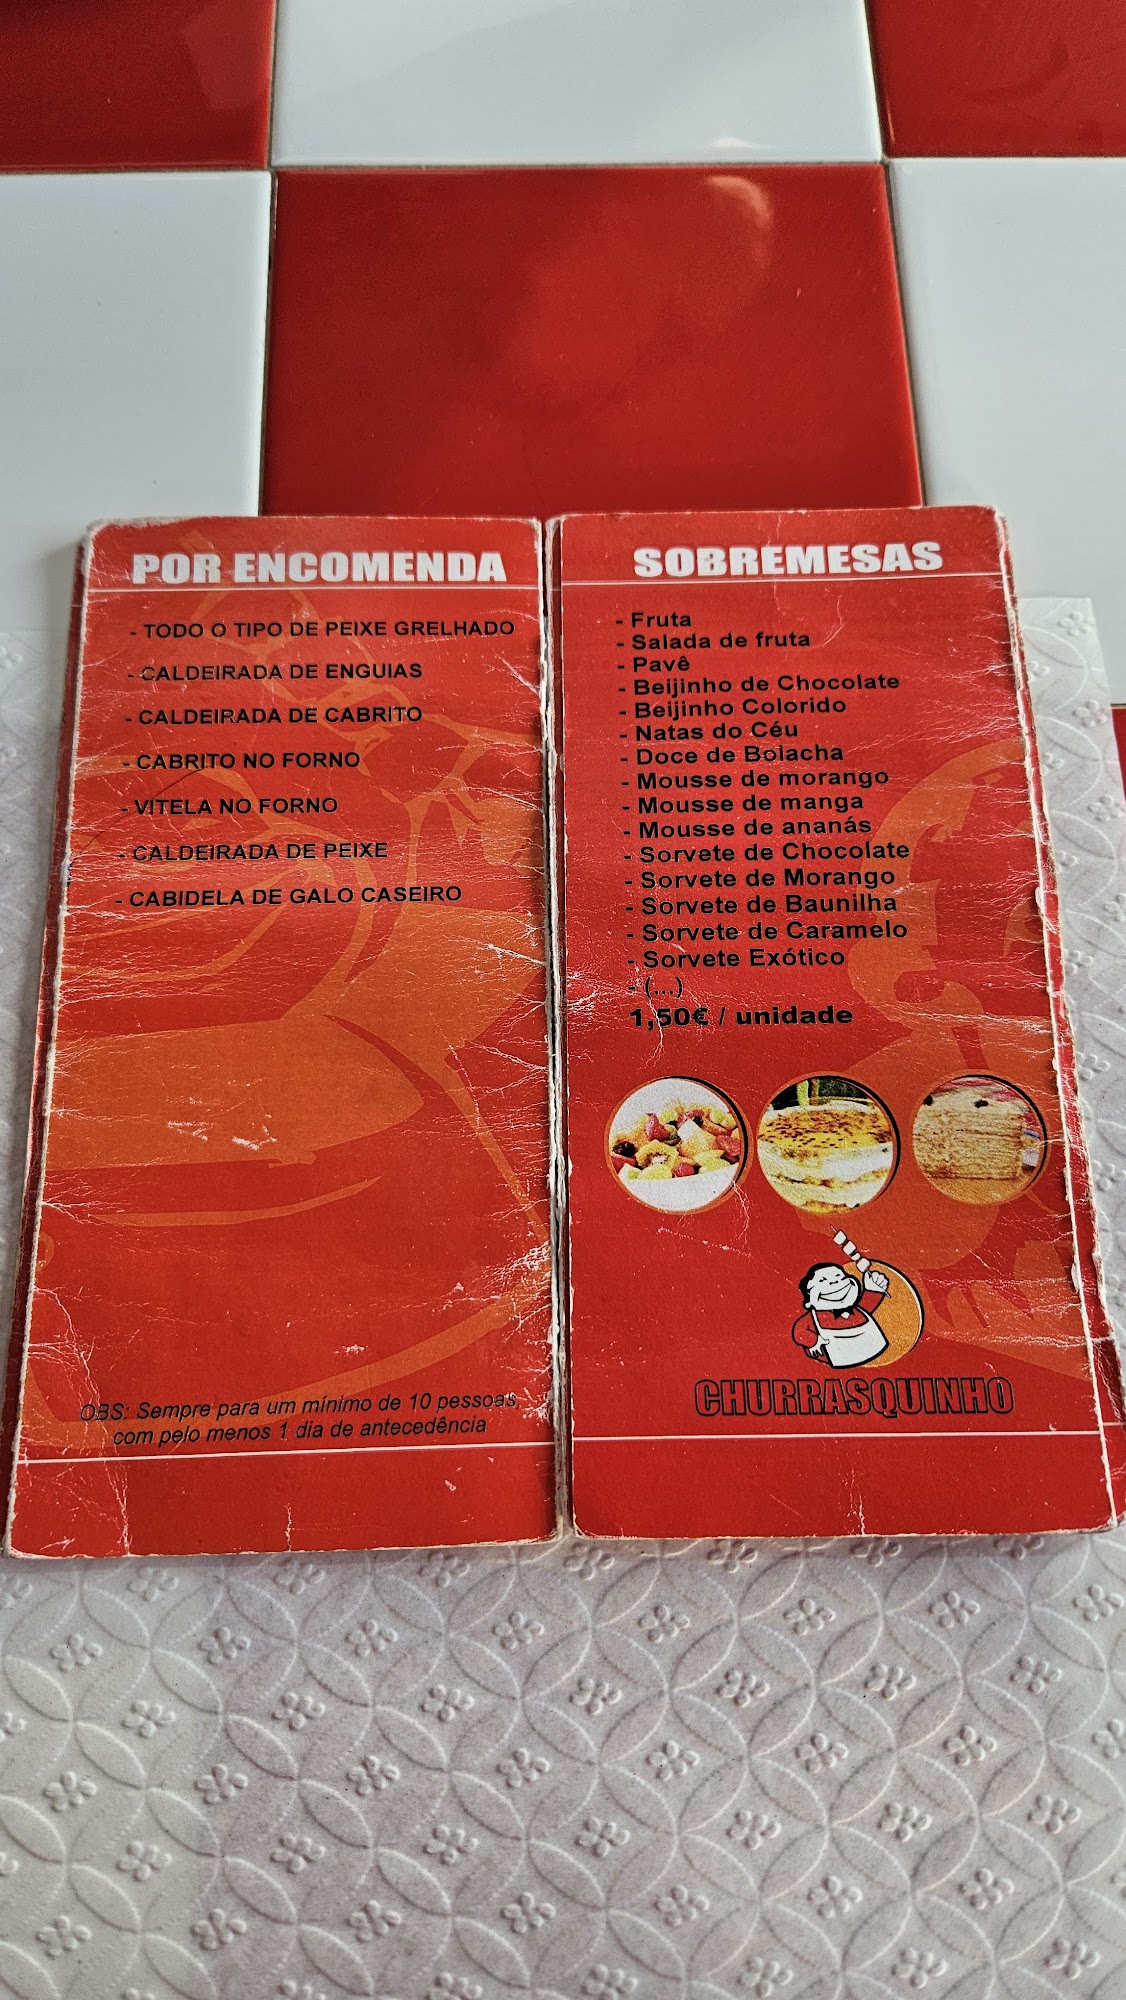 POR ENCOMENDA
- TODO O TIPO DE PEIXE GRELHADO
- CALDEIRADA DE ENGUIAS
- CALDEIRADA DE CABRITO
- CABRITO NO FORNO
- VITELA NO FORNO
- CALDEIRADA DE PEIXE
- CABIDELA DE GALO CASEIRO
OBS: Sempre para um mínimo de 10 pessoas,
com pelo menos 1 dia de antecedência
SOBREMESAS
- Fruta
- Salada de fruta
- Pavê
- Beijinho de Chocolate
- Beijinho Colorido
- Natas do Céu
- Doce de Bolacha
- Mousse de morango
- Mousse de manga
- Mousse de ananás
- Sorvete de Chocolate
- Sorvete de Morango
- Sorvete de Baunilha
- Sorvete de Caramelo
- Sorvete Exótico
- (...)
1,50€ / unidade
CHURRASQUINHO